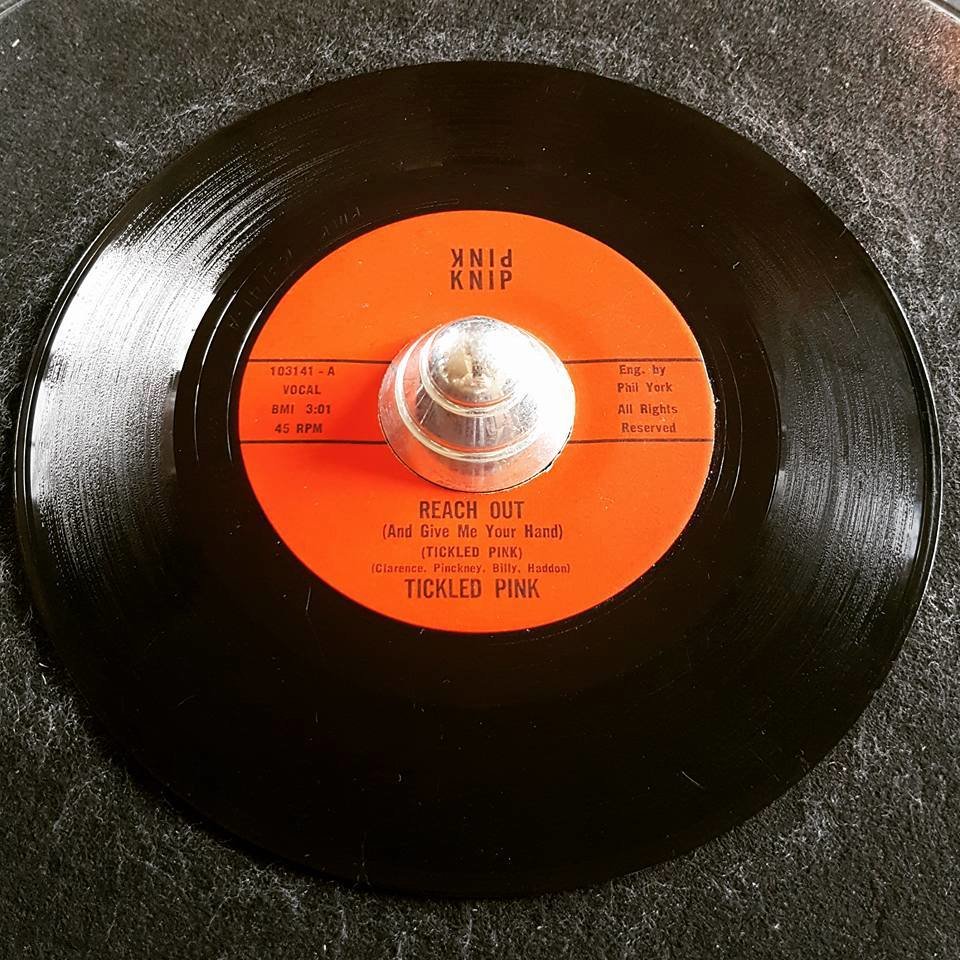 PINK
KNIP
103141 - A
VOCAL
BMI 3:01
45 RPM
Eng. by
Phil York
All Rights
Reserved
REACH OUT
(And Give Me Your Hand)
(TICKLED PINK)
(Clarence, Pinckney, Billy, Haddon)
TICKLED PINK